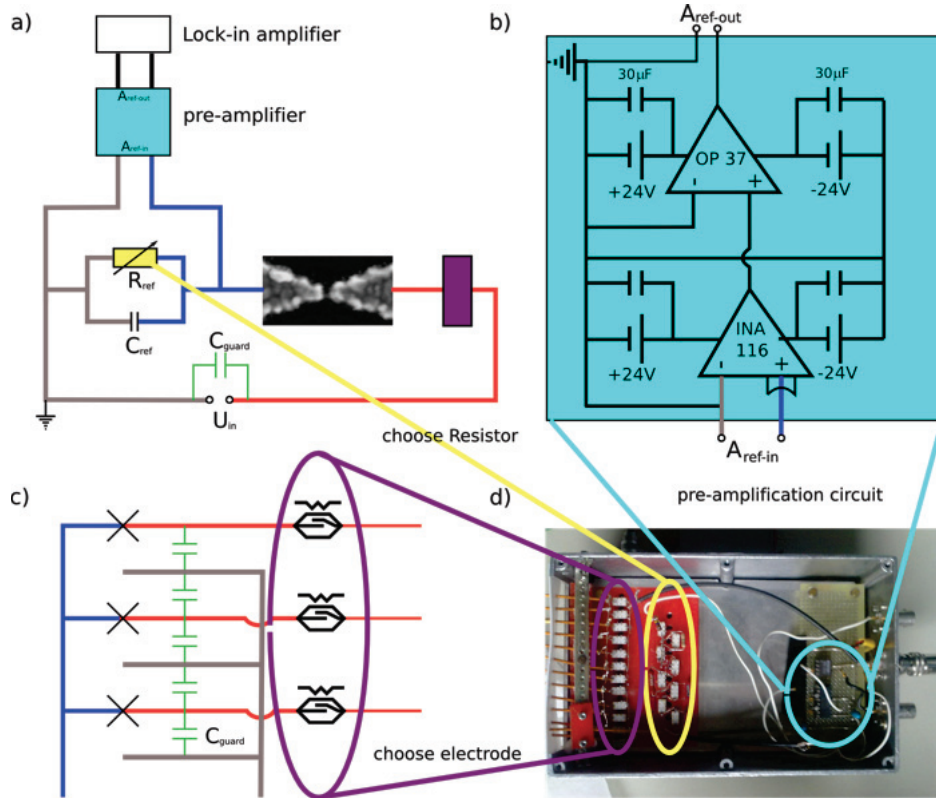 a)
Lock-in amplifier
Aref-out
pre-amplifier
Aref-in
Rref
Cref
Cguard
Uin
choose Resistor
b)
Aref-out
30µF
30µF
OP 37
-
+
+24V
-24V
INA
116
-
+
+24V
-24V
Aref-in
pre-amplification circuit
c)
Cguard
choose electrode
d)